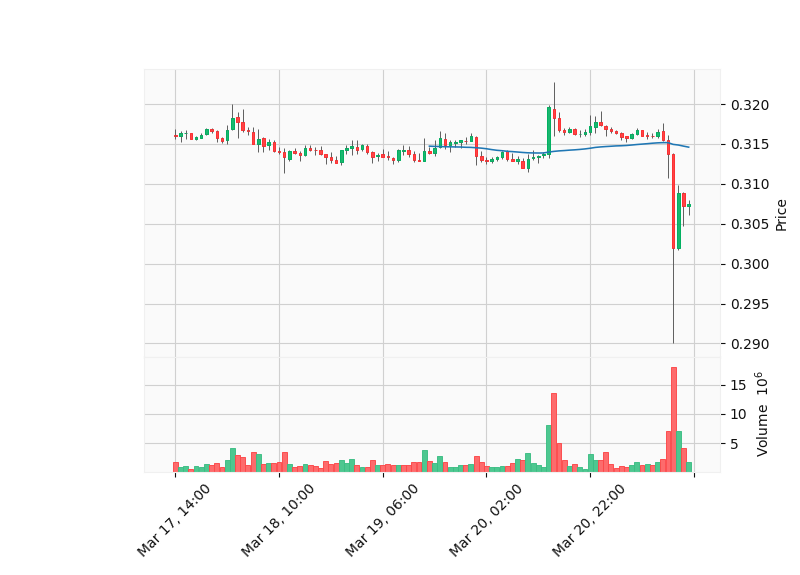 0.320
0.315
0.310
0.305
0.300
0.295
0.290
Price
15
10
5
Volume 10⁶
Mar 17, 14:00
Mar 18, 10:00
Mar 19, 06:00
Mar 20, 02:00
Mar 20, 22:00